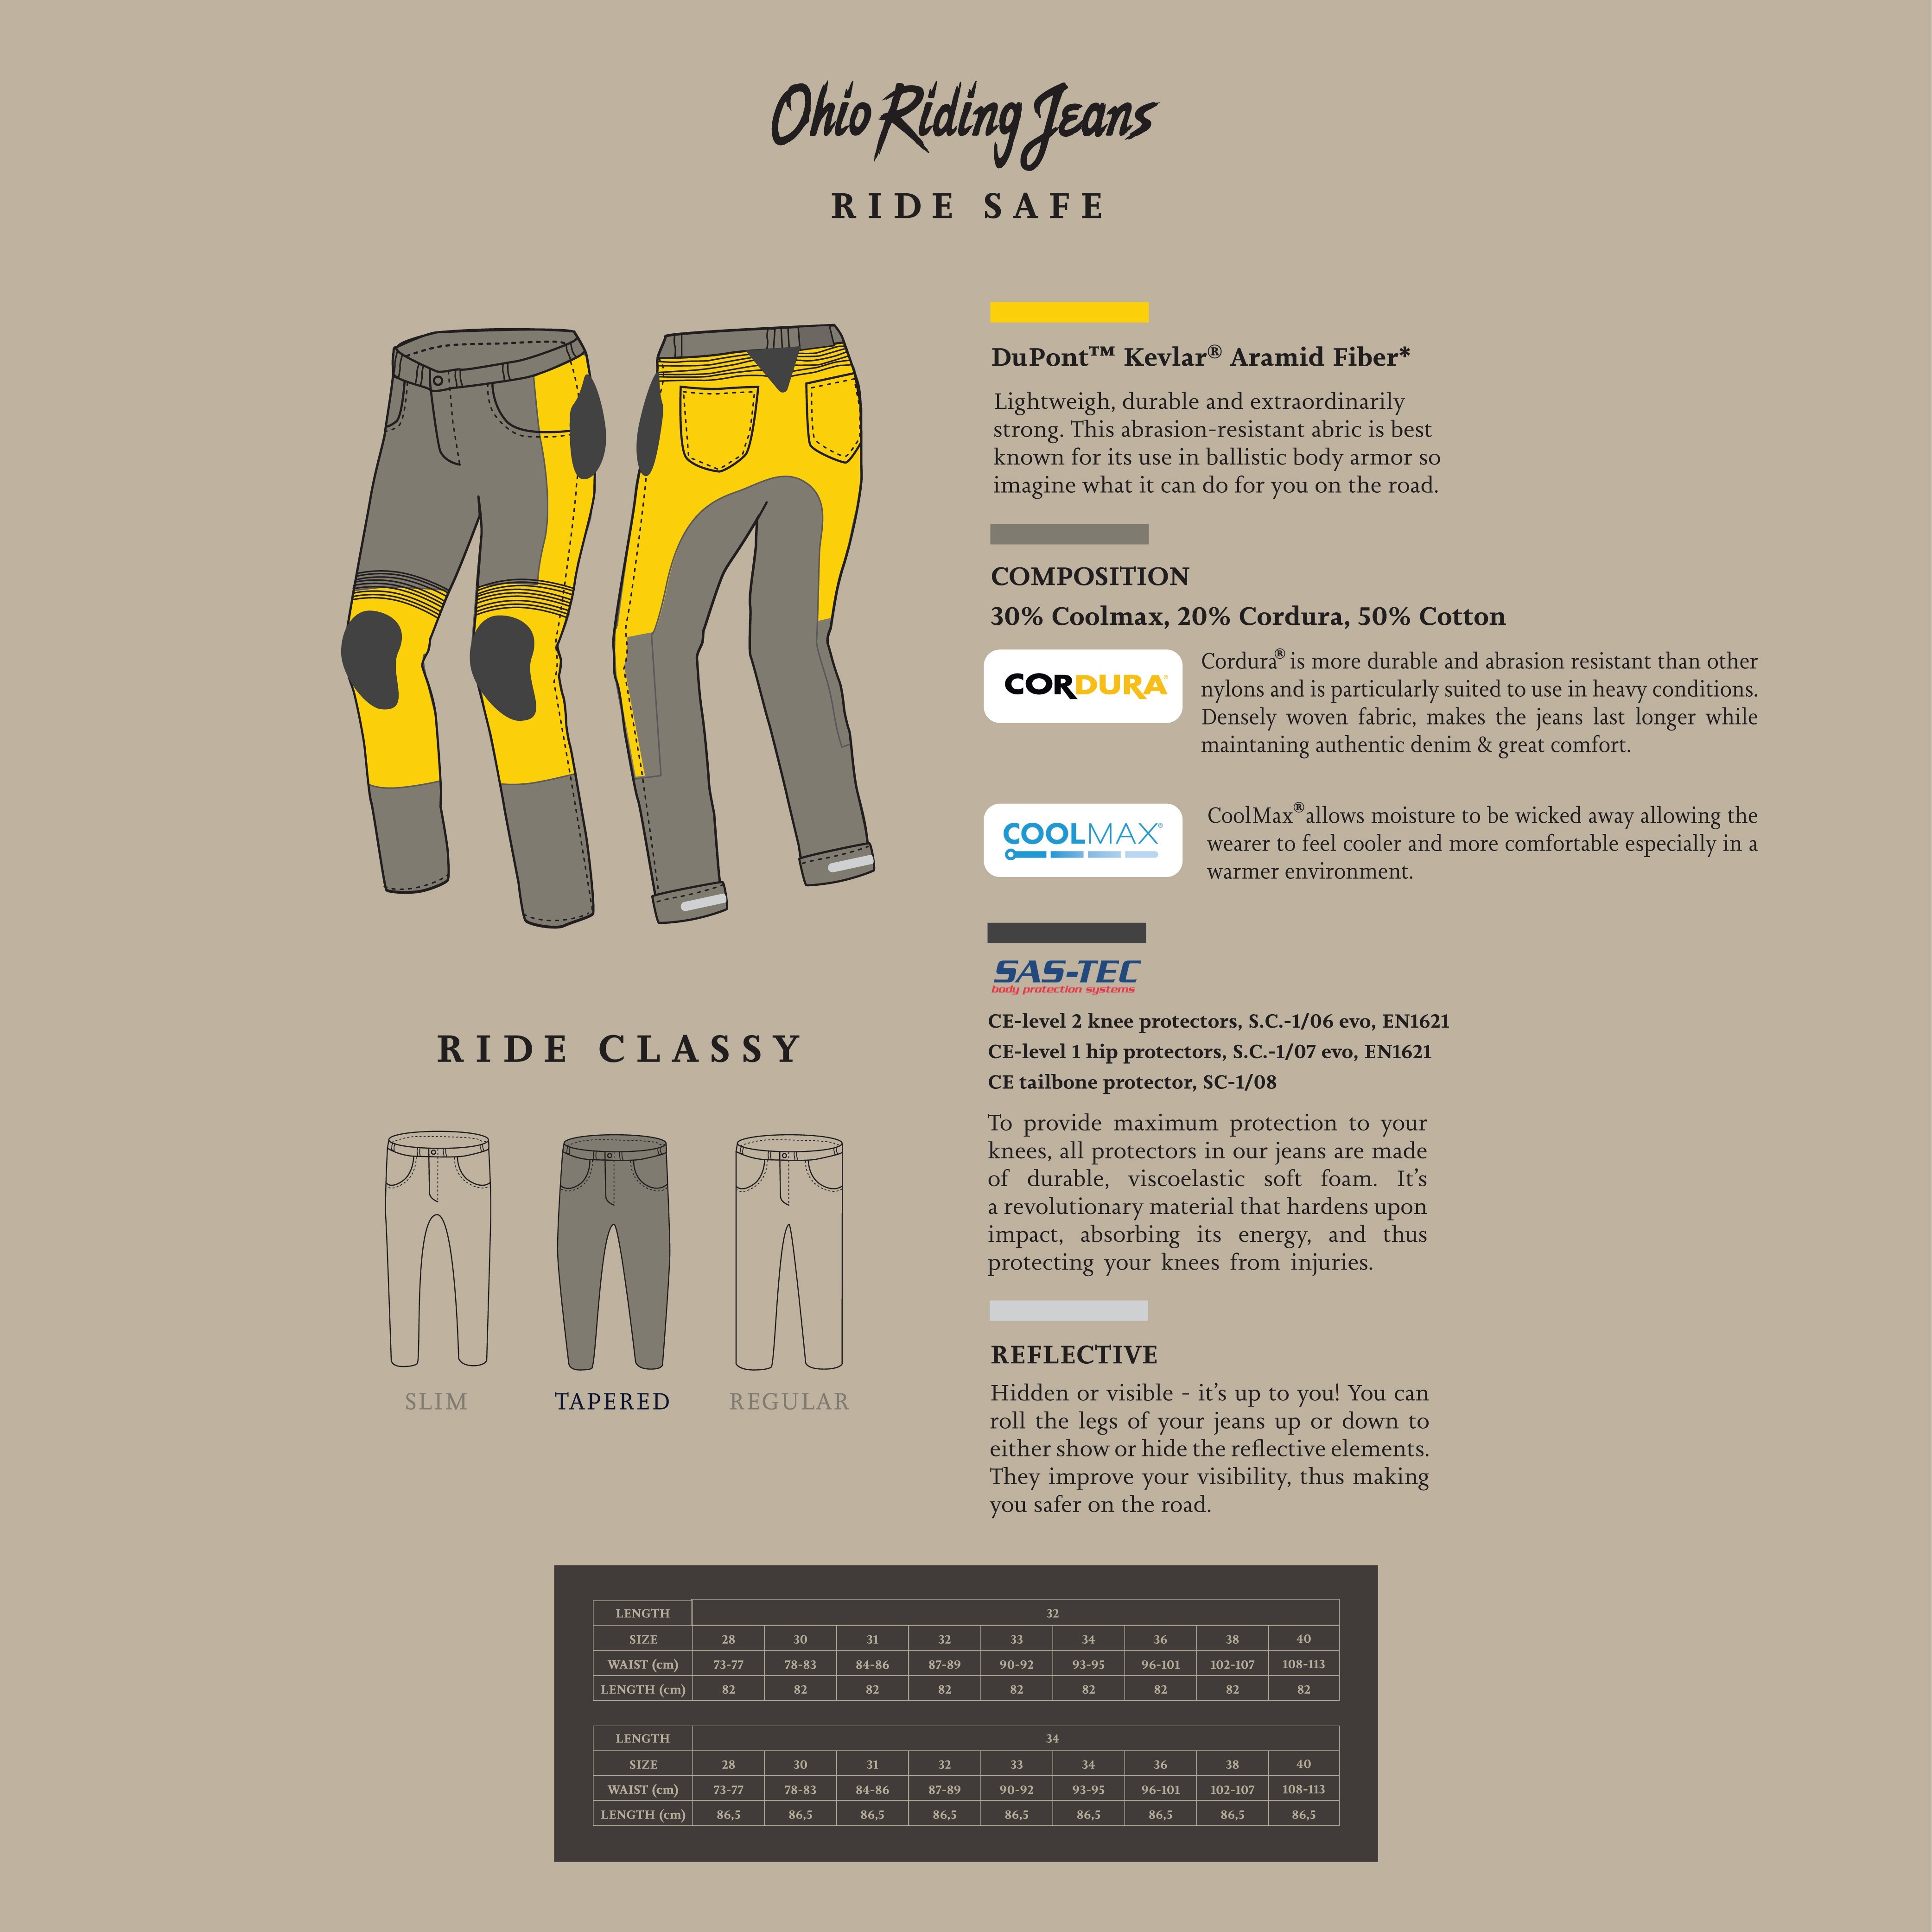 Ohio Riding Jeans
RIDE SAFE
DuPont™ Kevlar® Aramid Fiber*
Lightweigh, durable and extraordinarily
strong. This abrasion-resistant abric is best
known for its use in ballistic body armor so
imagine what it can do for you on the road.
COMPOSITION
30% Coolmax, 20% Cordura, 50% Cotton
CORDURA®
Cordura® is more durable and abrasion resistant than other
nylons and is particularly suited to use in heavy conditions.
Densely woven fabric, makes the jeans last longer while
maintaning authentic denim & great comfort.
COOLMAX®
CoolMax® allows moisture to be wicked away allowing the
wearer to feel cooler and more comfortable especially in a
warmer environment.
SAS-TEC
body protection systems
CE-level 2 knee protectors, S.C.-1/06 evo, EN1621
CE-level 1 hip protectors, S.C.-1/07 evo, EN1621
CE tailbone protector, SC-1/08
To provide maximum protection to your
knees, all protectors in our jeans are made
of durable, viscoelastic soft foam. It's
a revolutionary material that hardens upon
impact, absorbing its energy, and thus
protecting your knees from injuries.
REFLECTIVE
Hidden or visible - it's up to you! You can
roll the legs of your jeans up or down to
either show or hide the reflective elements.
They improve your visibility, thus making
you safer on the road.
RIDE CLASSY
SLIM TAPERED REGULAR
LENGTH 32
SIZE 28 30 31 32 33 34 36 38 40
WAIST (cm) 73-77 78-83 84-86 87-89 90-92 93-95 96-101 102-107 108-113
LENGTH (cm) 82 82 82 82 82 82 82 82 82
LENGTH 34
SIZE 28 30 31 32 33 34 36 38 40
WAIST (cm) 73-77 78-83 84-86 87-89 90-92 93-95 96-101 102-107 108-113
LENGTH (cm) 86,5 86,5 86,5 86,5 86,5 86,5 86,5 86,5 86,5